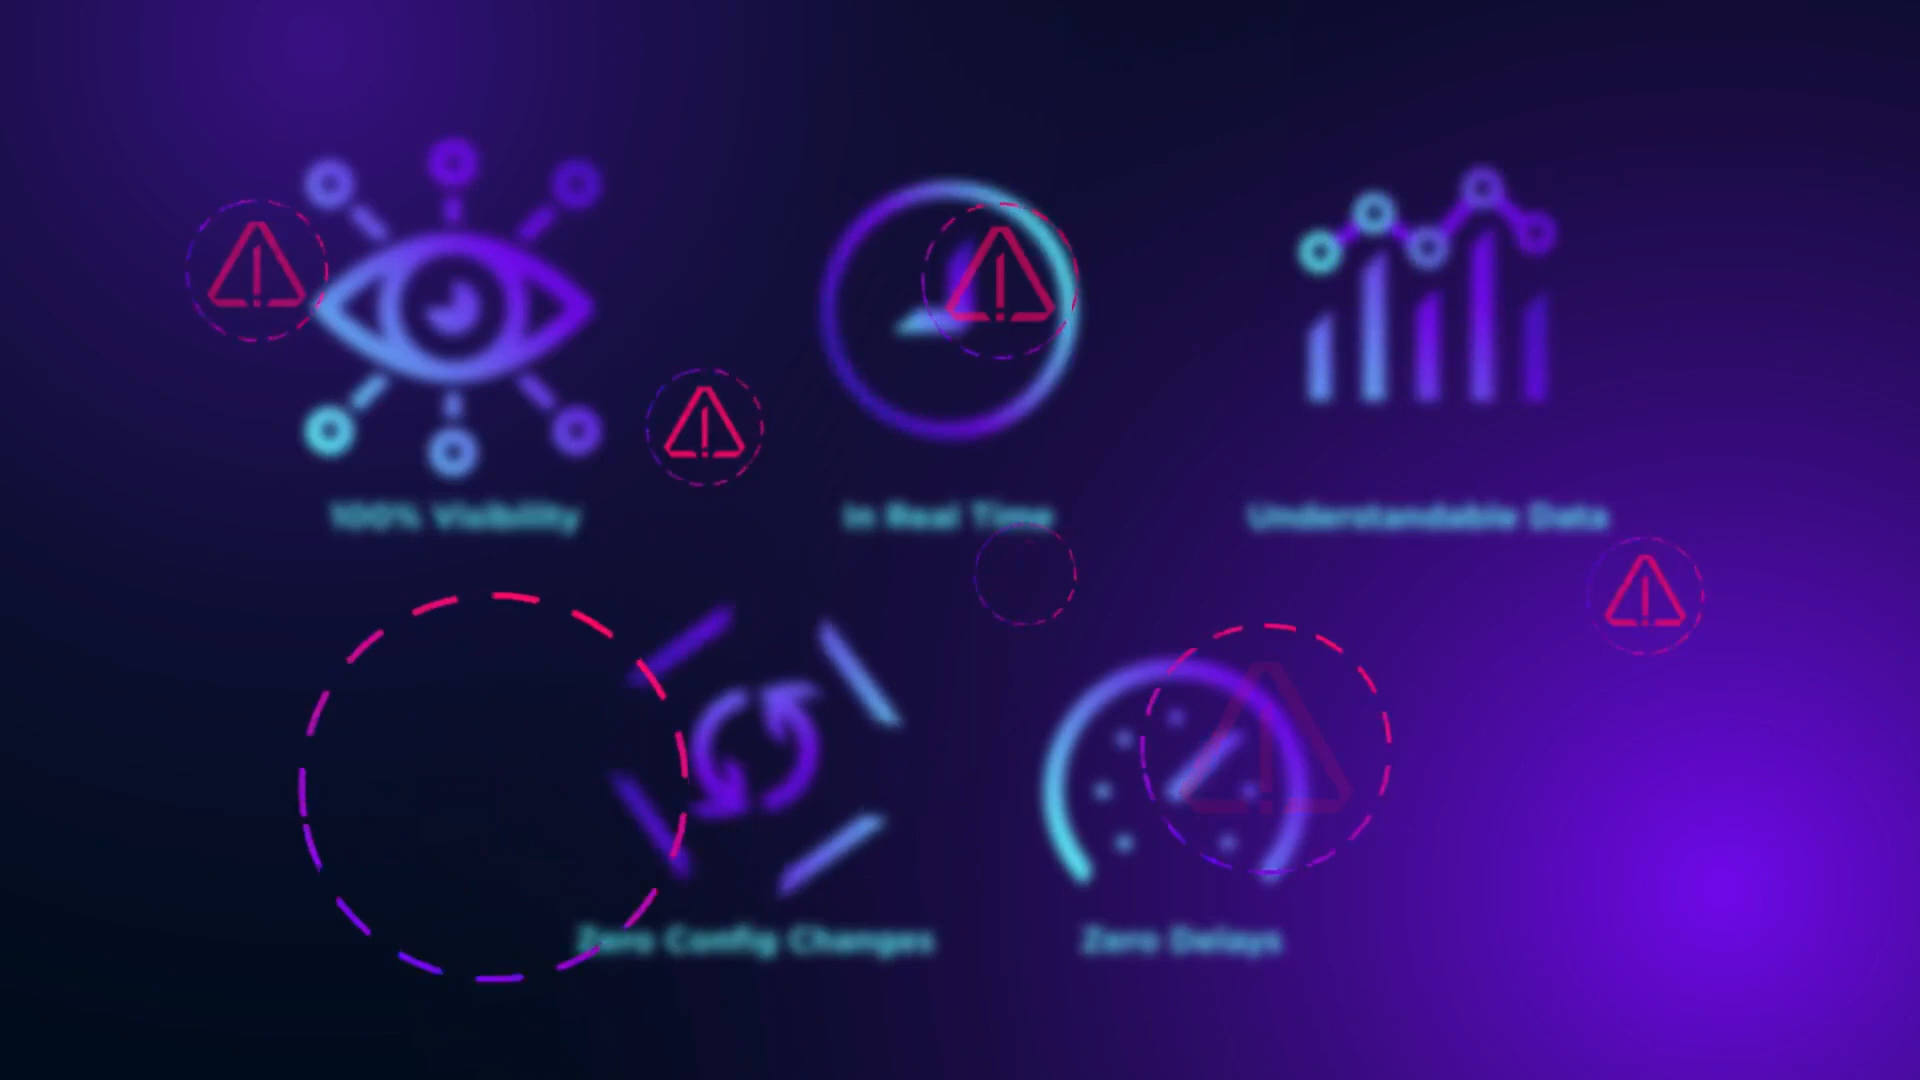 100% Visibility
In Real Time
Understandable Data
Zero Config Changes
Zero Delays